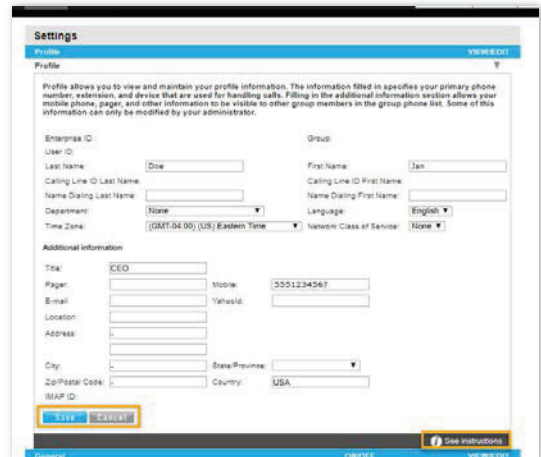 Settings
Profile VIEW/EDIT
Profile
Profile allows you to view and maintain your profile information. The information filled in specifies your primary phone
number, extension, and device that are used for handling calls. Filling in the additional information section allows your
mobile phone, pager, and other information to be visible to other group members in the group phone list. Some of this
information can only be modified by your administrator.
Enterprise ID : Group:
User ID:
Last Name: Doe First Name: Jan
Calling Line ID Last Name: Calling Line ID First Name:
Name Dialing Last Name: Name Dialing First Name:
Department: None Language: English
Time Zone: (GMT-04:00) (US) Eastern Time Network Class of Service: None
Additional information
Title: CEO
Pager: Mobile: 5551234567
E-mail: YahooId:
Location:
Address: -
City: - State/Province:
Zip/Postal Code: - Country: USA
IMAP ID:
Save Cancel
See instructions
General ON/OFF VIEW/EDIT